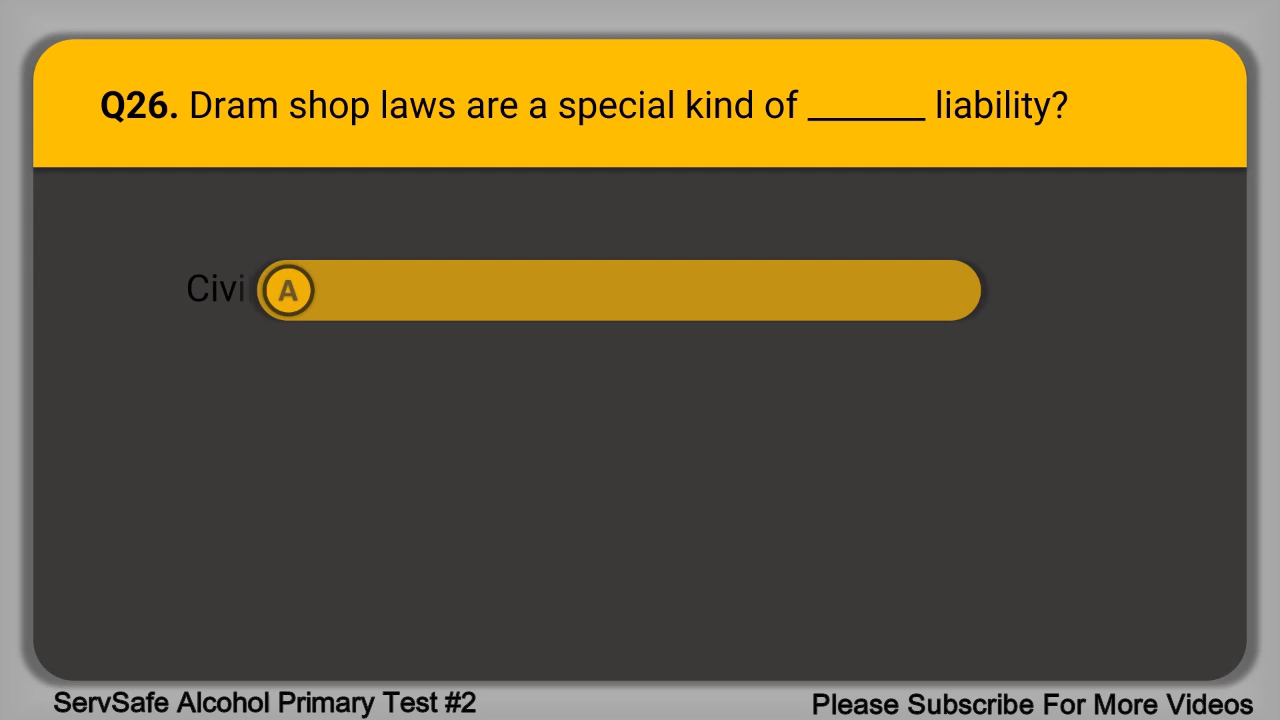 Q26. Dram shop laws are a special kind of ______ liability?
Civi A
ServSafe Alcohol Primary Test #2
Please Subscribe For More Videos